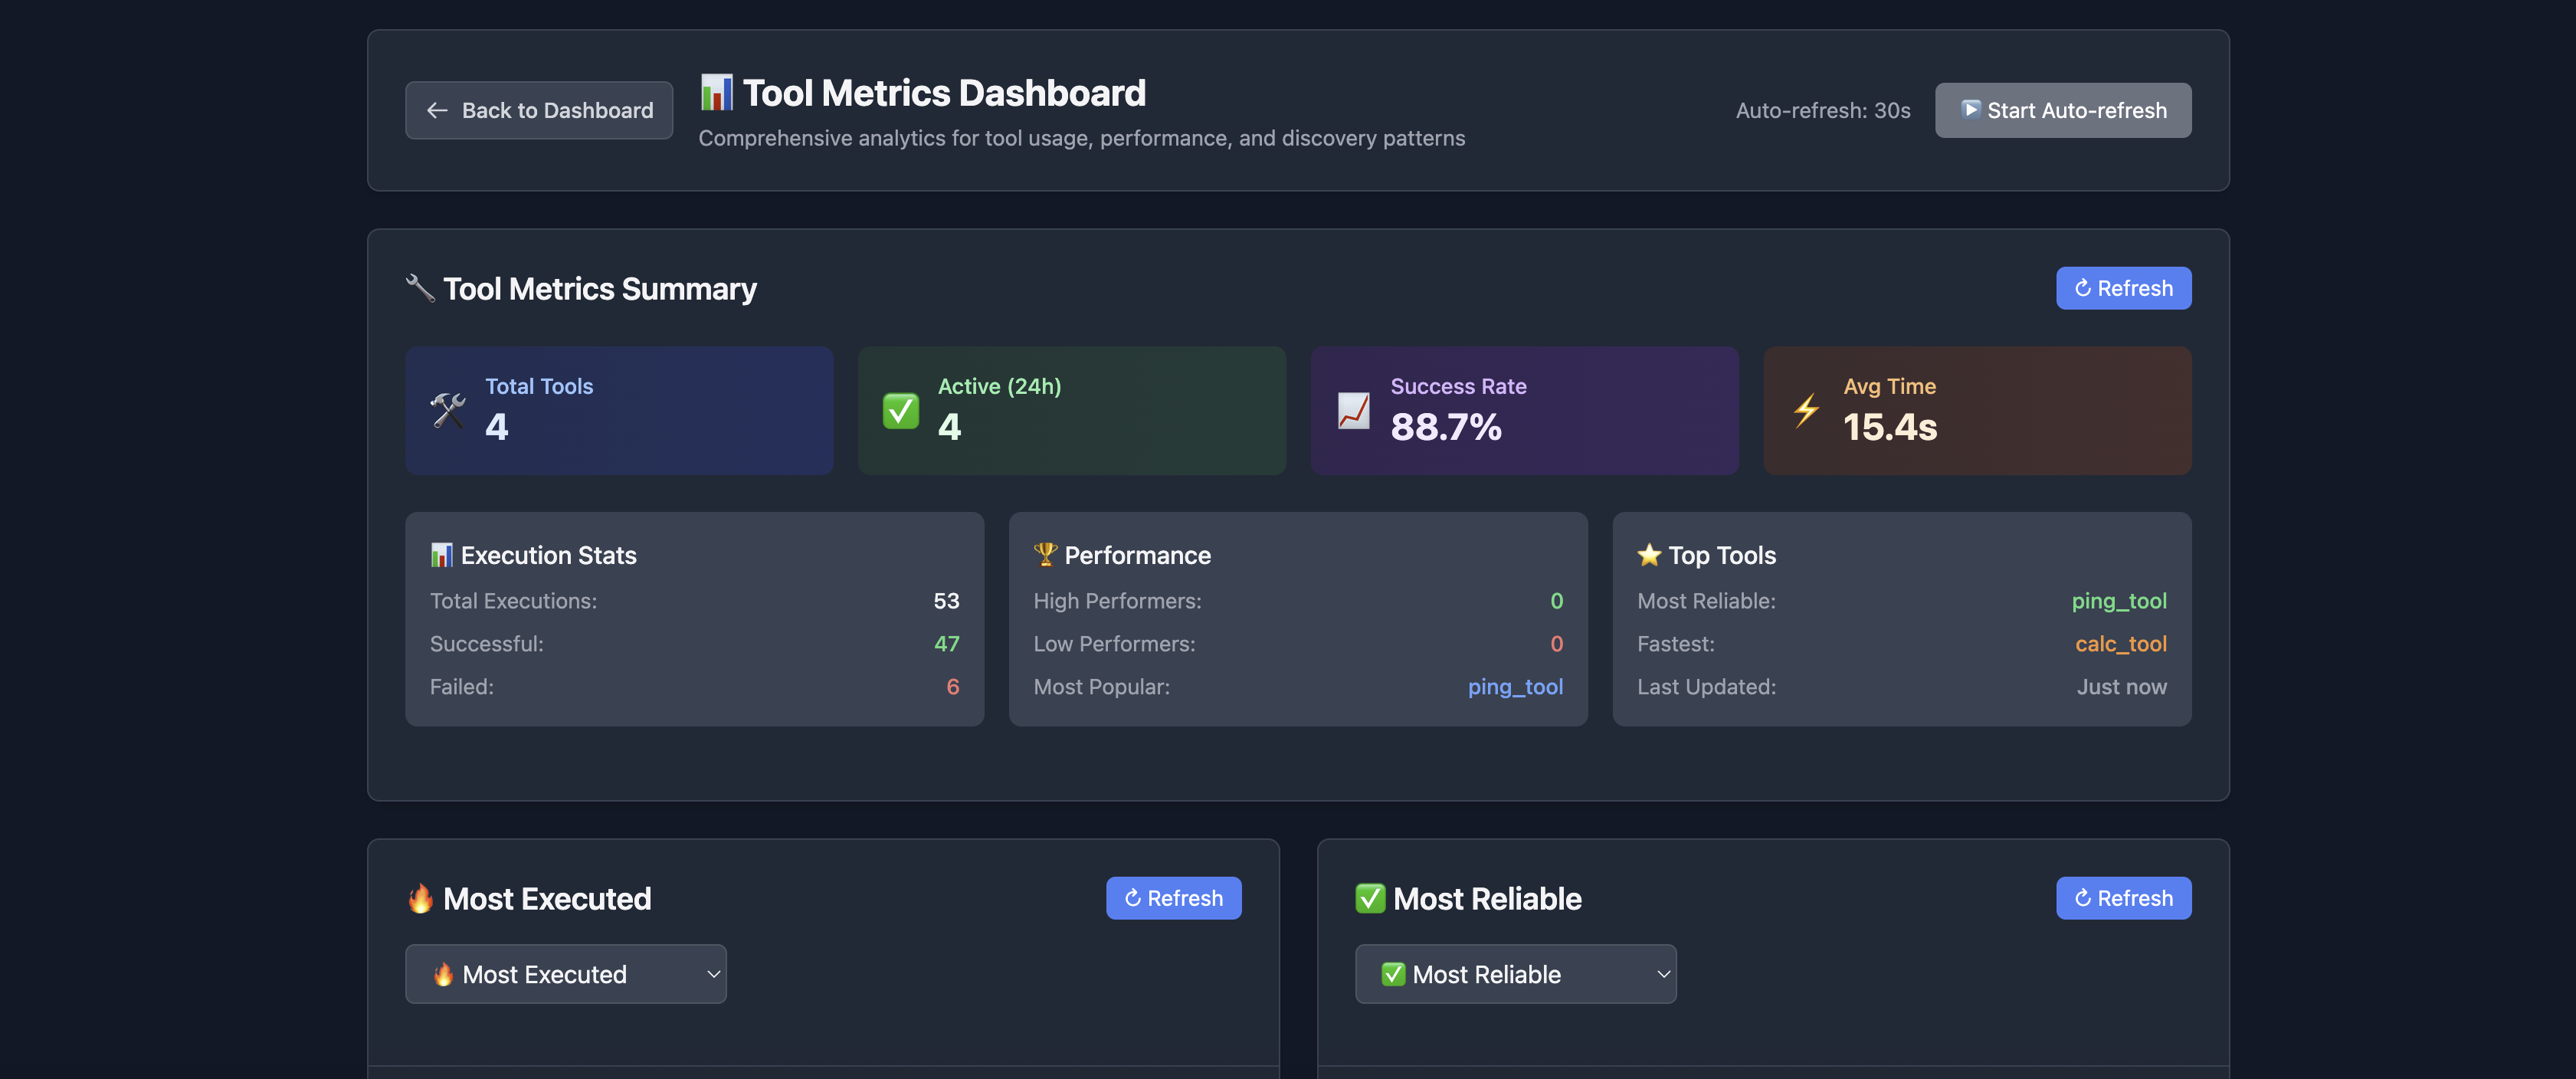 ← Back to Dashboard
📊 Tool Metrics Dashboard
Comprehensive analytics for tool usage, performance, and discovery patterns
Auto-refresh: 30s
▶️ Start Auto-refresh
🔧 Tool Metrics Summary
↻ Refresh
Total Tools
4
Active (24h)
4
Success Rate
88.7%
Avg Time
15.4s
📊 Execution Stats
Total Executions: 53
Successful: 47
Failed: 6
🏆 Performance
High Performers: 0
Low Performers: 0
Most Popular: ping_tool
⭐ Top Tools
Most Reliable: ping_tool
Fastest: calc_tool
Last Updated: Just now
🔥 Most Executed
↻ Refresh
🔥 Most Executed
✅ Most Reliable
↻ Refresh
✅ Most Reliable